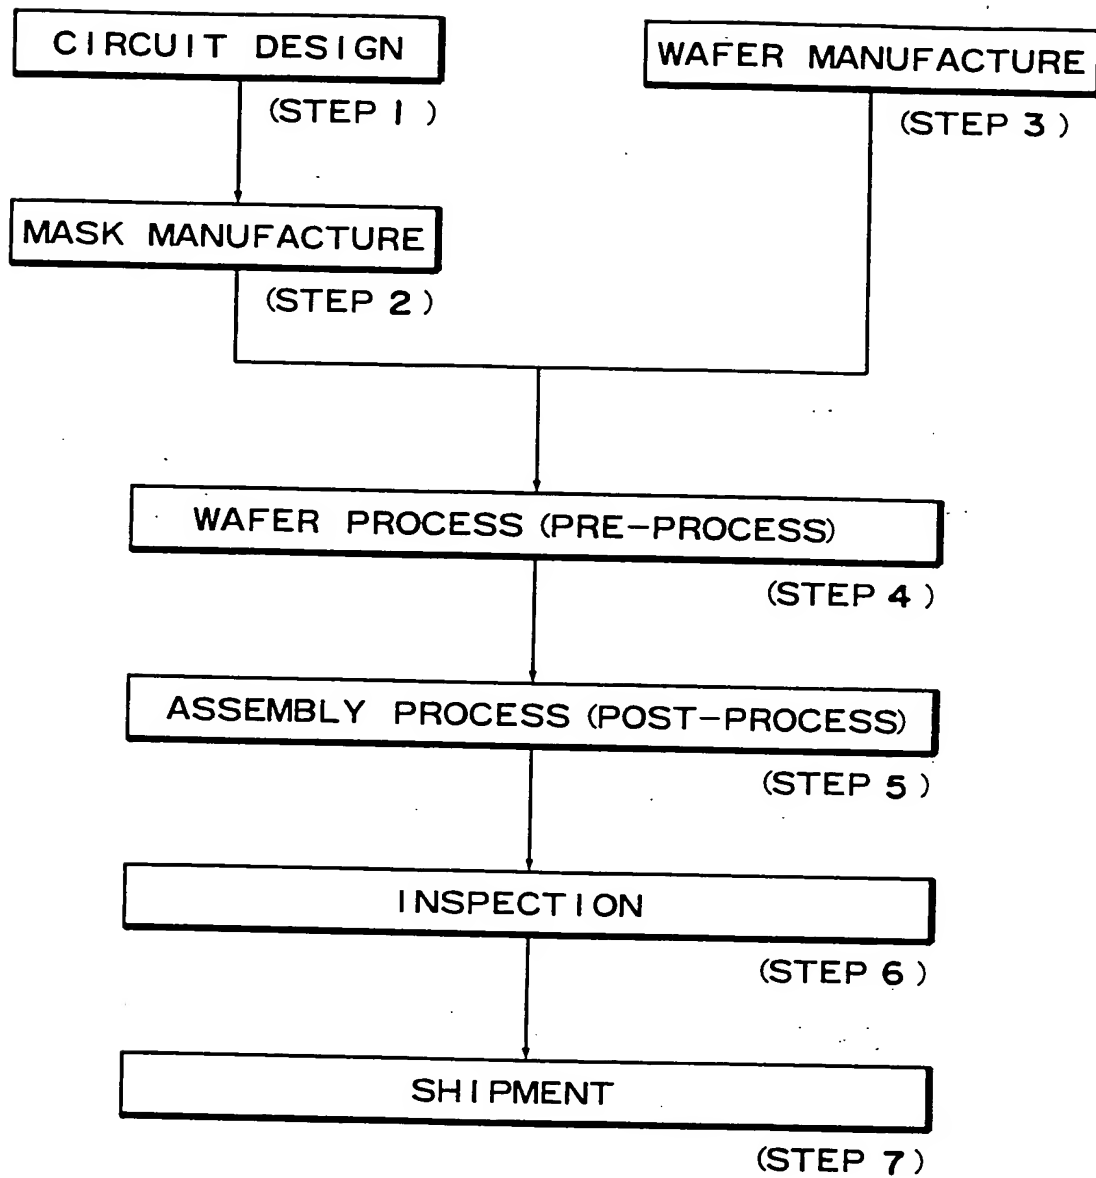 CIRCUIT DESIGN
(STEP 1)
MASK MANUFACTURE
(STEP 2)
WAFER MANUFACTURE
(STEP 3)
WAFER PROCESS (PRE-PROCESS)
(STEP 4)
ASSEMBLY PROCESS (POST-PROCESS)
(STEP 5)
INSPECTION
(STEP 6)
SHIPMENT
(STEP 7)